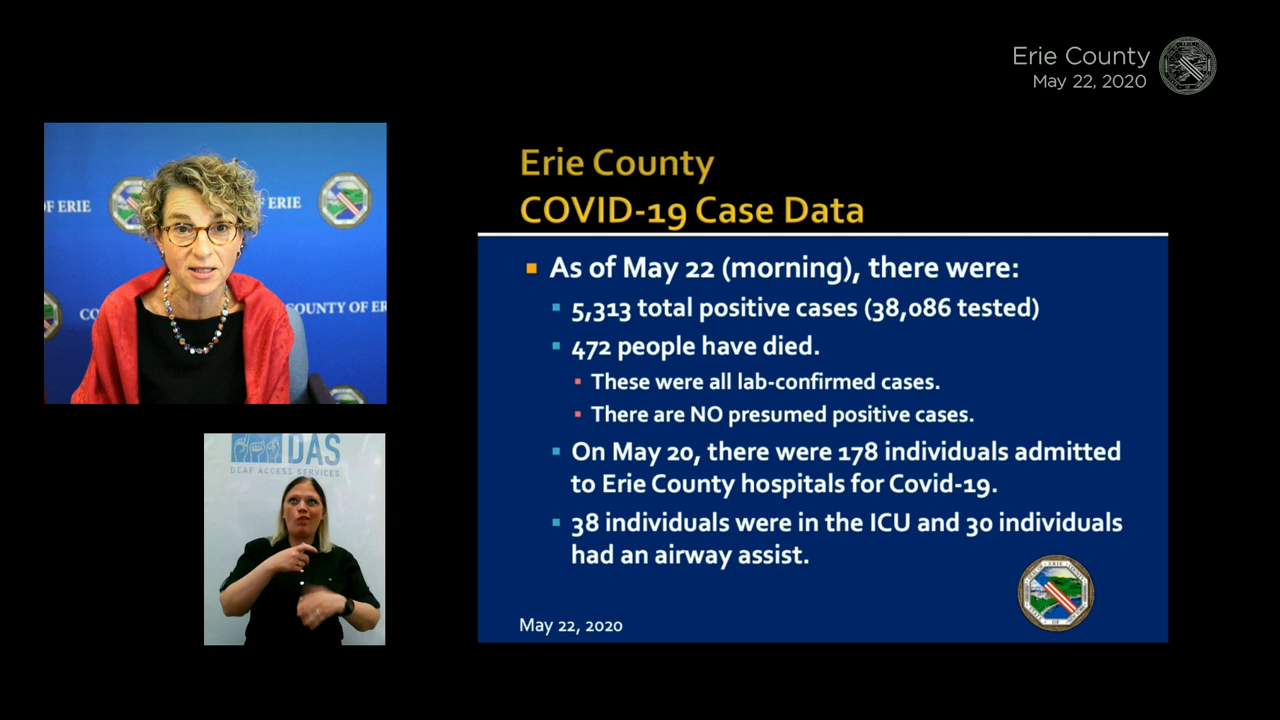 Erie County
May 22, 2020
OF ERIE
ERIE
CO
COUNTY OF ER
DAS
DEAF ACCESS SERVICES
Erie County
COVID-19 Case Data
As of May 22 (morning), there were:
5,313 total positive cases (38,086 tested)
472 people have died.
These were all lab-confirmed cases.
There are NO presumed positive cases.
On May 20, there were 178 individuals admitted
to Erie County hospitals for Covid-19.
38 individuals were in the ICU and 30 individuals
had an airway assist.
May 22, 2020